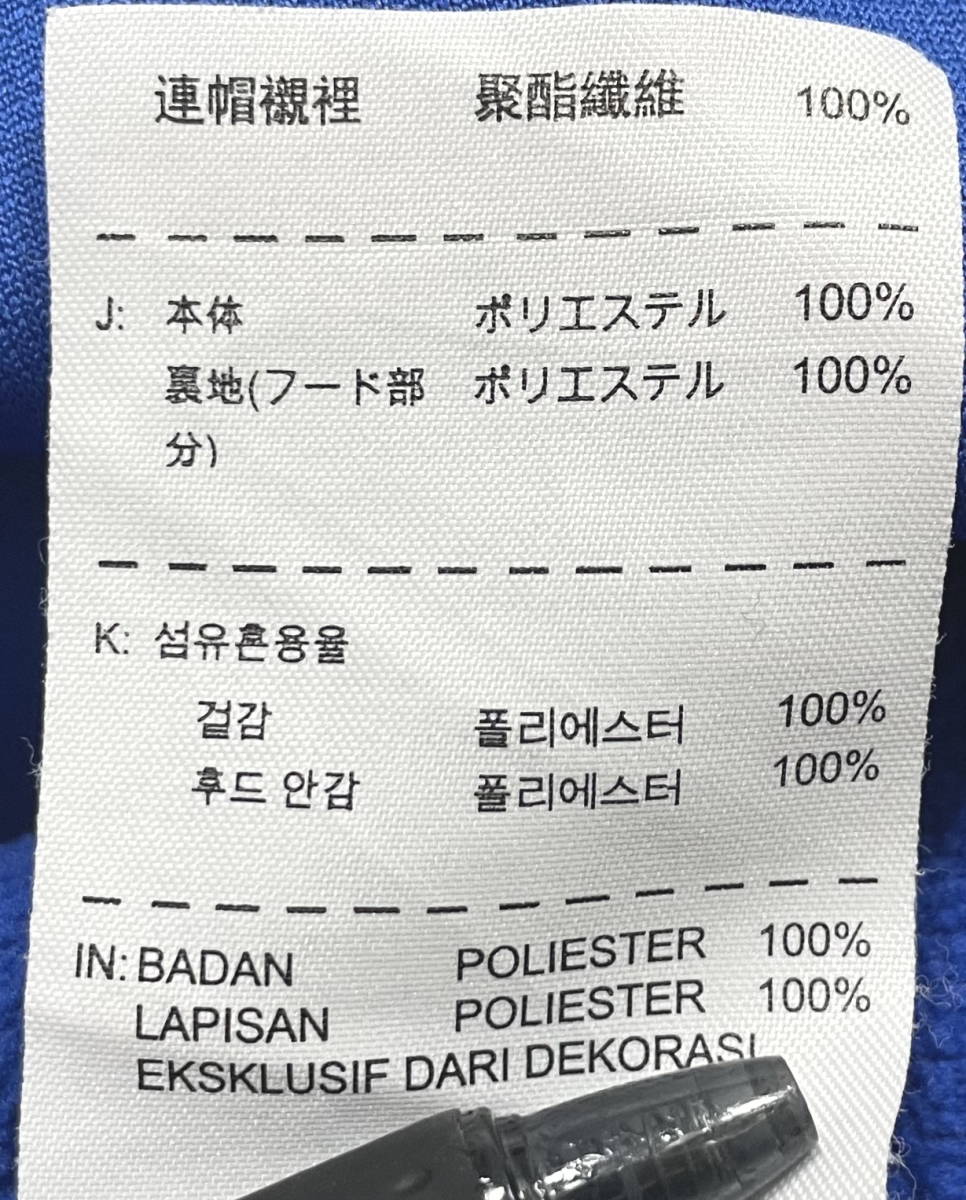 連帽襯裡 聚酯纖維 100%
J: 本体 ポリエステル 100%
裏地(フード部 ポリエステル 100%
分)
K: 섬유혼용율
걸감 폴리에스터 100%
후드 안감 폴리에스터 100%
IN: BADAN POLIESTER 100%
LAPISAN POLIESTER 100%
EKSKLUSIF DARI DEKORASI